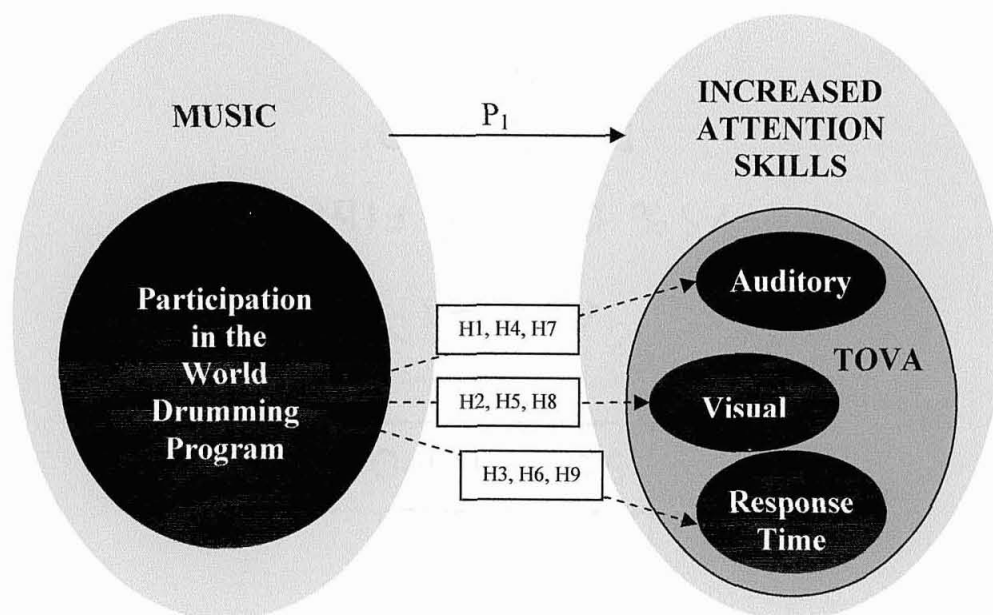 MUSIC
P1
INCREASED
ATTENTION
SKILLS
Participation
in the
World
Drumming
Program
H1, H4, H7
H2, H5, H8
H3, H6, H9
Auditory
TOVA
Visual
Response
Time